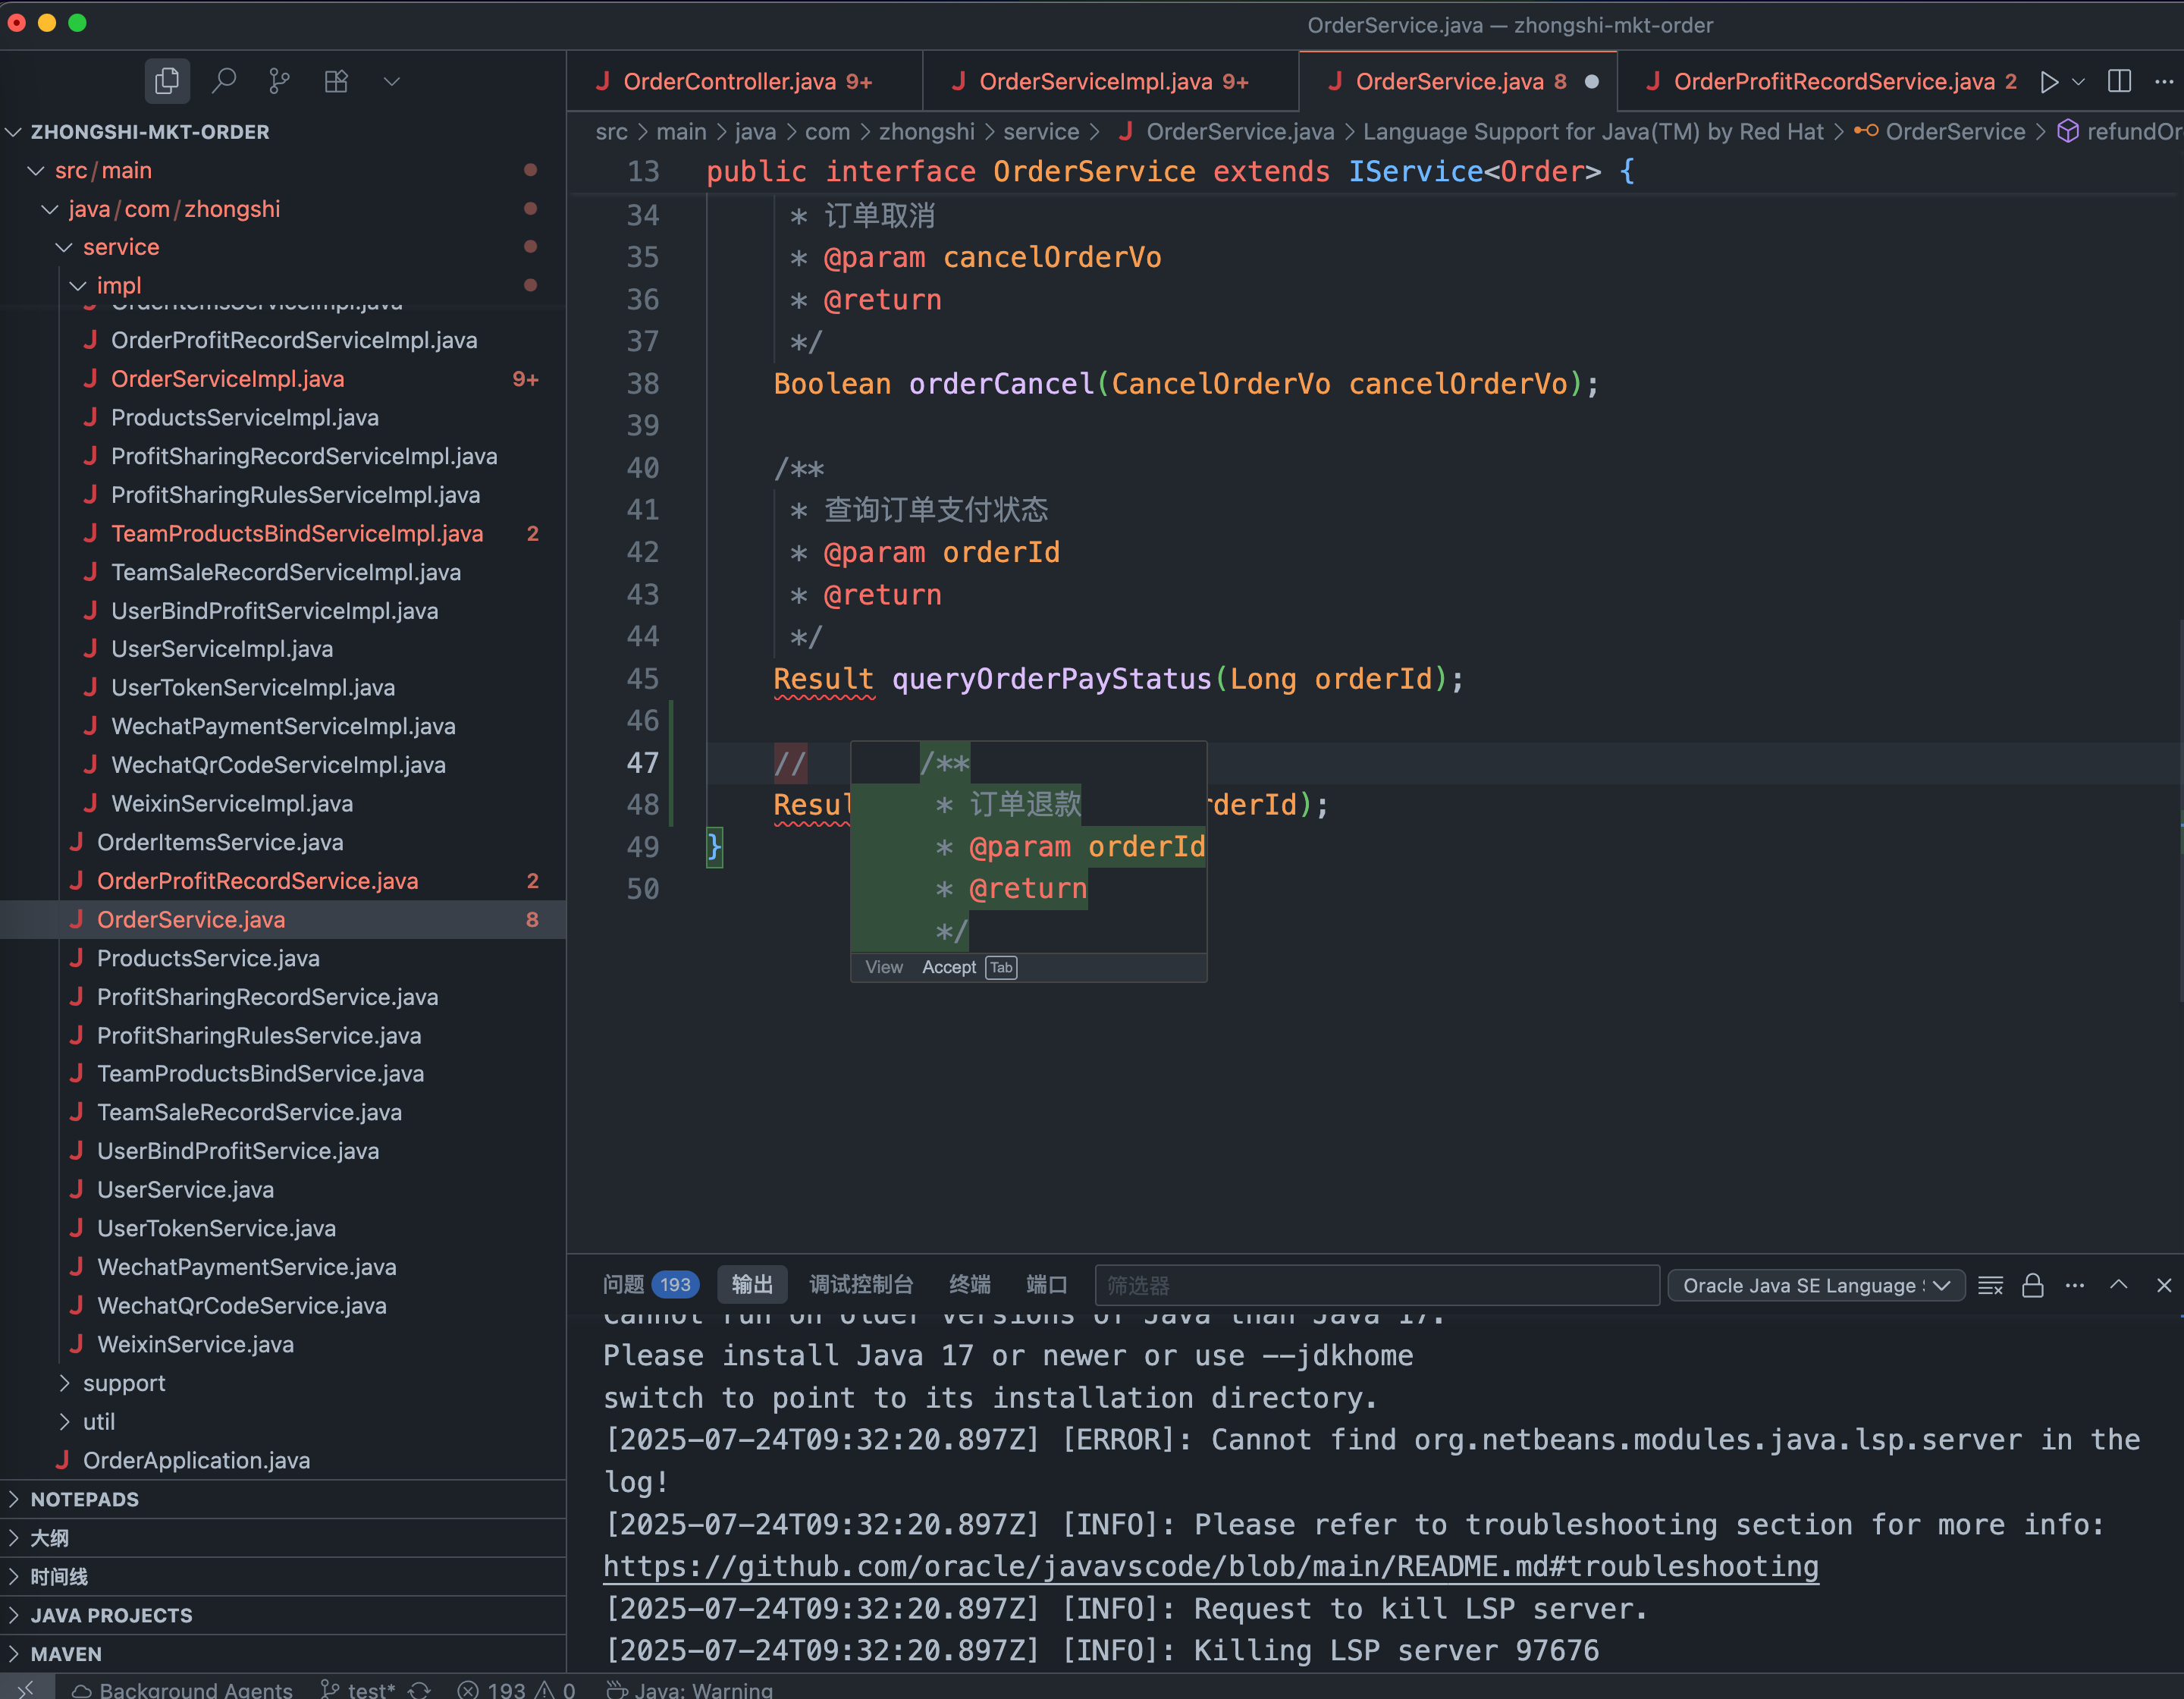 OrderService.java — zhongshi-mkt-order
OrderController.java 9+
OrderServiceImpl.java 9+
OrderService.java 8
OrderProfitRecordService.java 2
src > main > java > com > zhongshi > service > OrderService.java > Language Support for Java(TM) by Red Hat > OrderService > refundOr
ZHONGSHI-MKT-ORDER
src/main
java/com/zhongshi
service
impl
OrderItemsServiceImpl.java
OrderProfitRecordServiceImpl.java
OrderServiceImpl.java 9+
ProductsServiceImpl.java
ProfitSharingRecordServiceImpl.java
ProfitSharingRulesServiceImpl.java
TeamProductsBindServiceImpl.java 2
TeamSaleRecordServiceImpl.java
UserBindProfitServiceImpl.java
UserServiceImpl.java
UserTokenServiceImpl.java
WechatPaymentServiceImpl.java
WechatQrCodeServiceImpl.java
WeixinServiceImpl.java
OrderItemsService.java
OrderProfitRecordService.java 2
OrderService.java 8
ProductsService.java
ProfitSharingRecordService.java
ProfitSharingRulesService.java
TeamProductsBindService.java
TeamSaleRecordService.java
UserBindProfitService.java
UserService.java
UserTokenService.java
WechatPaymentService.java
WechatQrCodeService.java
WeixinService.java
support
util
OrderApplication.java
NOTEPADS
大纲
时间线
JAVA PROJECTS
MAVEN
13 public interface OrderService extends IService<Order> {
34 * 订单取消
35 * @param cancelOrderVo
36 * @return
37 */
38 Boolean orderCancel(CancelOrderVo cancelOrderVo);
39
40 /**
41 * 查询订单支付状态
42 * @param orderId
43 * @return
44 */
45 Result queryOrderPayStatus(Long orderId);
46
47 //
48 Resul rderId);
49 }
50
/**
* 订单退款
* @param orderId
* @return
*/
View Accept Tab
问题 193 输出 调试控制台 终端 端口 筛选器 Oracle Java SE Language
Cannot run on older versions of Java than Java 17.
Please install Java 17 or newer or use --jdkhome
switch to point to its installation directory.
[2025-07-24T09:32:20.897Z] [ERROR]: Cannot find org.netbeans.modules.java.lsp.server in the
log!
[2025-07-24T09:32:20.897Z] [INFO]: Please refer to troubleshooting section for more info:
https://github.com/oracle/javavscode/blob/main/README.md#troubleshooting
[2025-07-24T09:32:20.897Z] [INFO]: Request to kill LSP server.
[2025-07-24T09:32:20.897Z] [INFO]: Killing LSP server 97676
Background Agents test* 193 0 Java: Warning